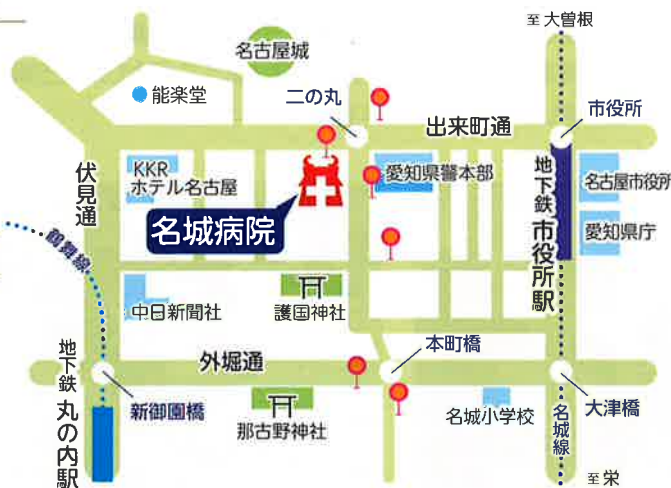 至 大曽根
名古屋城
能楽堂
二の丸
市役所
出来町通
KKR
ホテル名古屋
愛知県警本部
伏見通
地下鉄 市役所駅
名古屋市役所
名城病院
愛知県庁
鶴舞線
中日新聞社
護国神社
本町橋
外堀通
地下鉄 丸の内駅
新御園橋
那古野神社
名城小学校
大津橋
名城線
至 栄